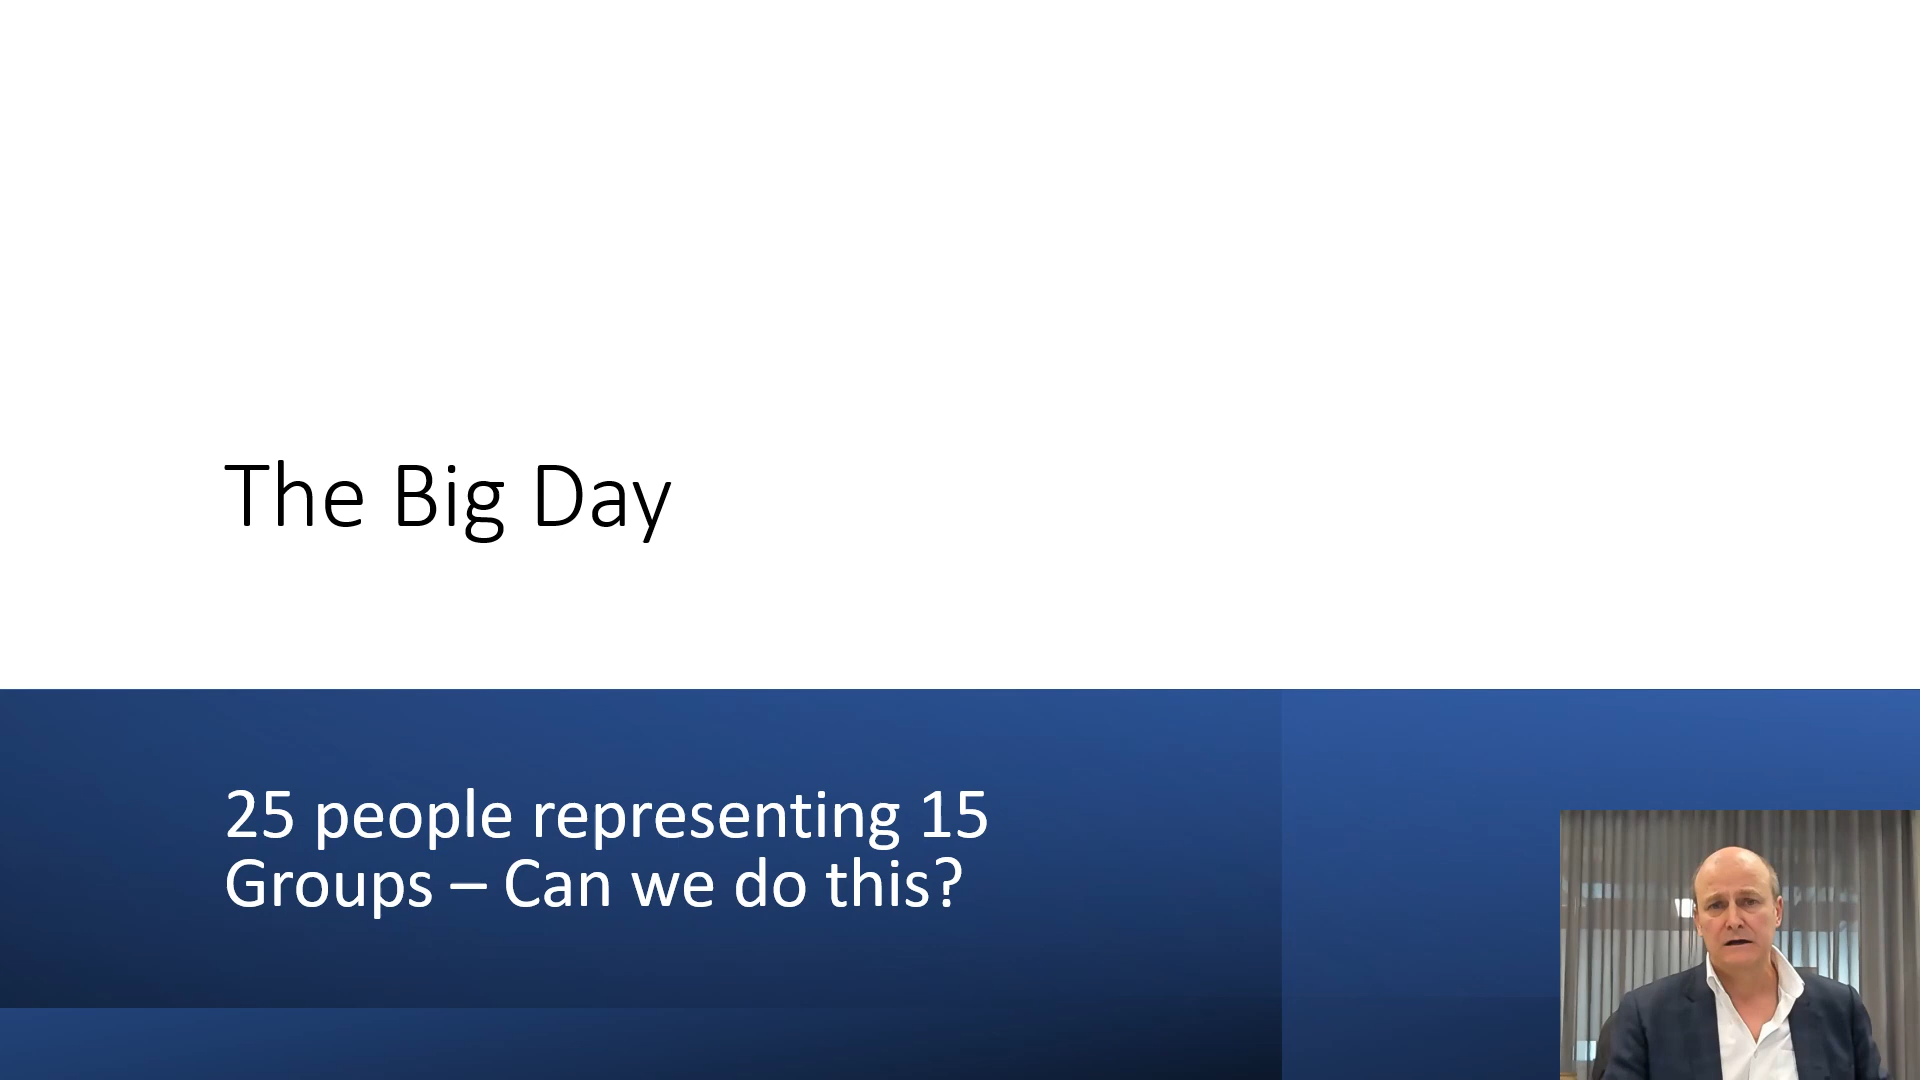 The Big Day
25 people representing 15
Groups – Can we do this?